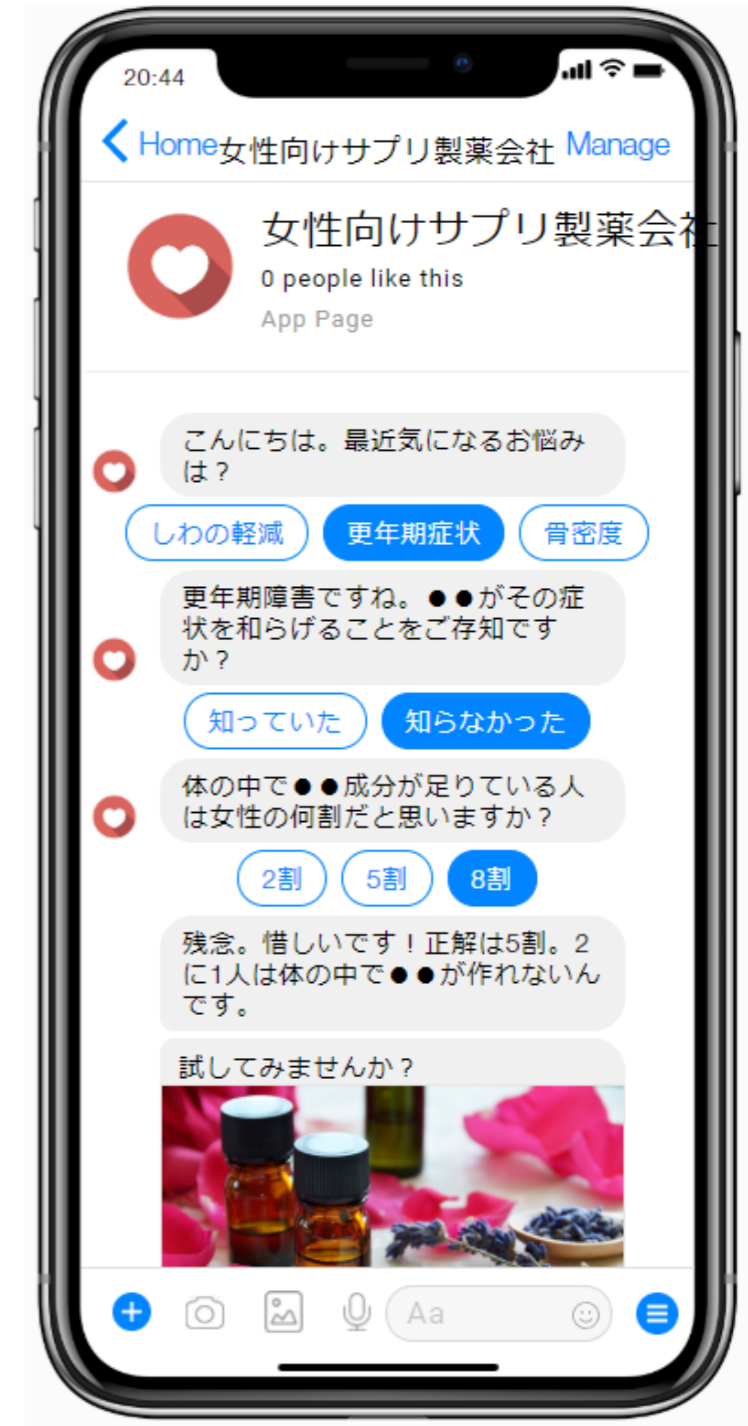 20:44
Home女性向けサプリ製薬会社 Manage
女性向けサプリ製薬会社
0 people like this
App Page
こんにちは。最近気になるお悩み
は？
しわの軽減 更年期症状 骨密度
更年期障害ですね。●●がその症
状を和らげることをご存知です
か？
知っていた 知らなかった
体の中で●●成分が足りている人
は女性の何割だと思いますか？
2割 5割 8割
残念。惜しいです！正解は5割。2
に1人は体の中で●●が作れないん
です。
試してみませんか？
Aa